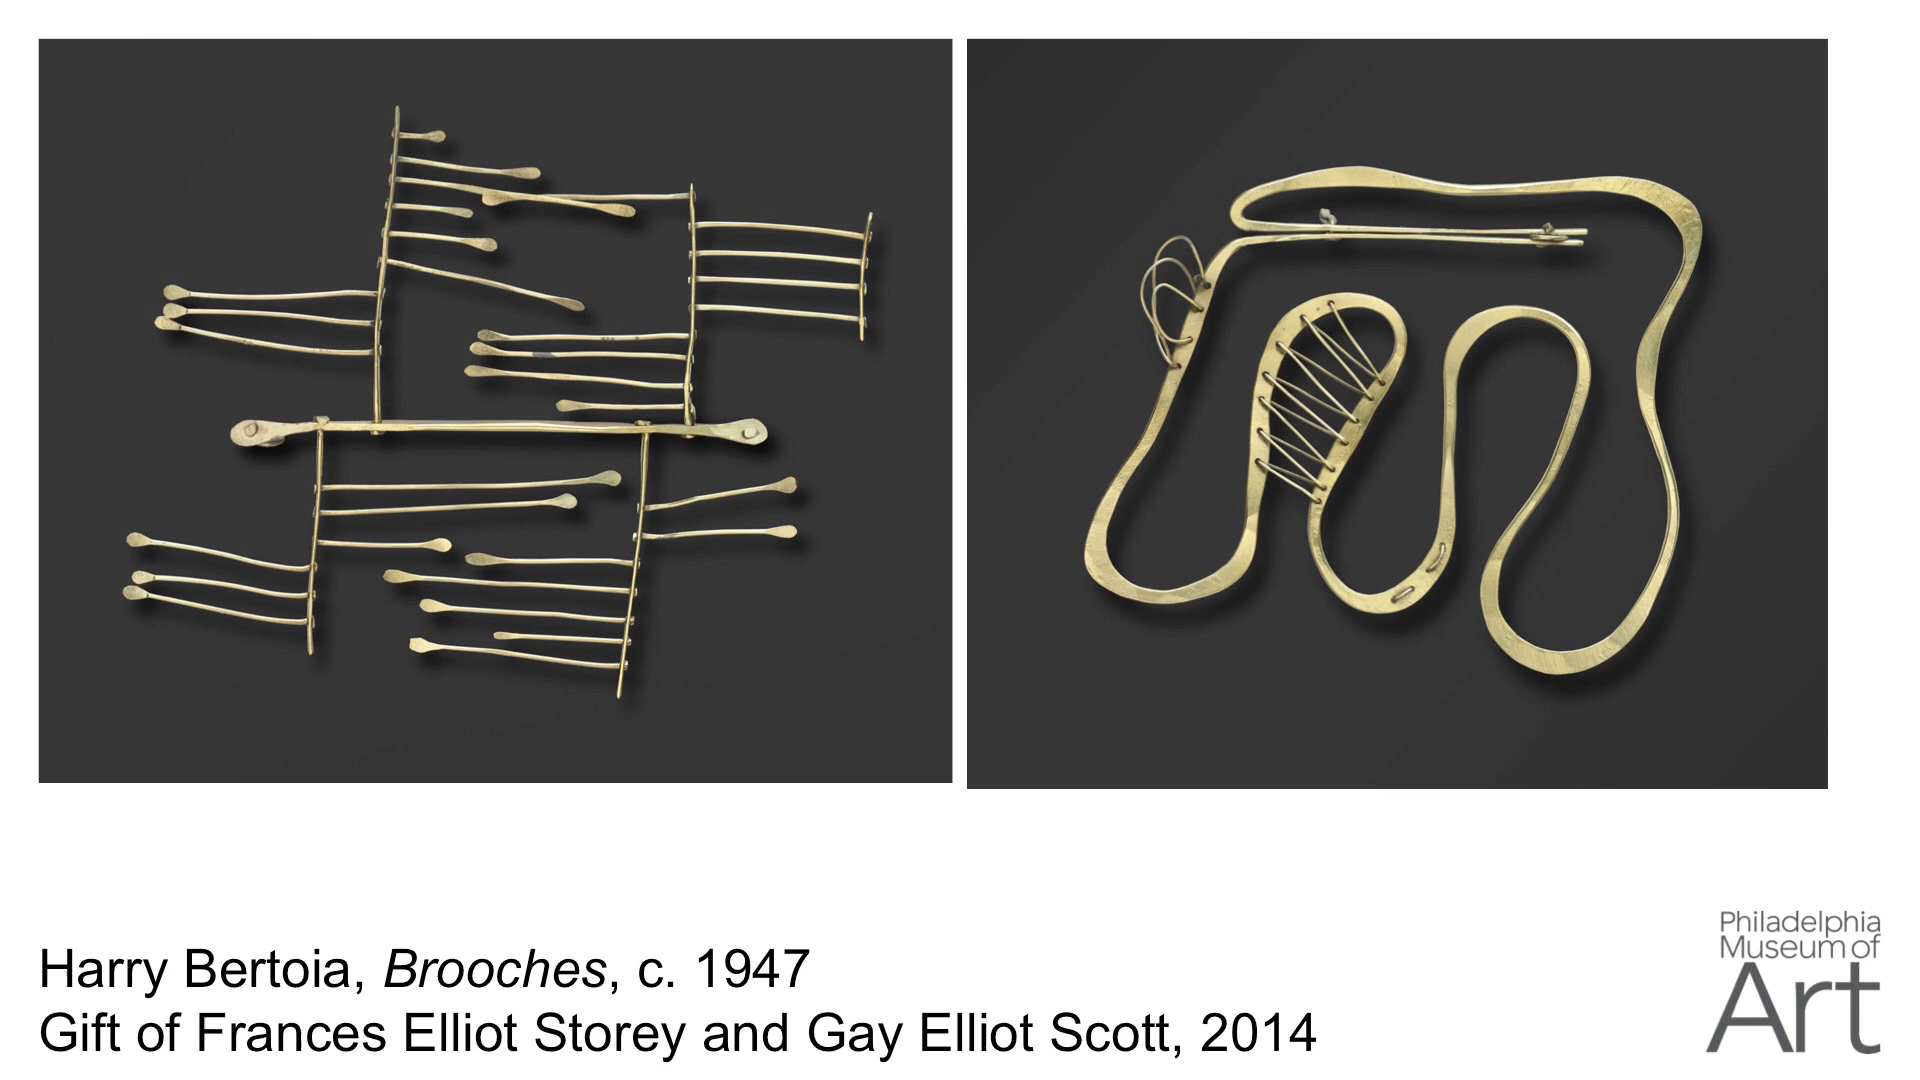 Harry Bertoia, Brooches, c. 1947
Gift of Frances Elliot Storey and Gay Elliot Scott, 2014
Philadelphia
Museum of
Art